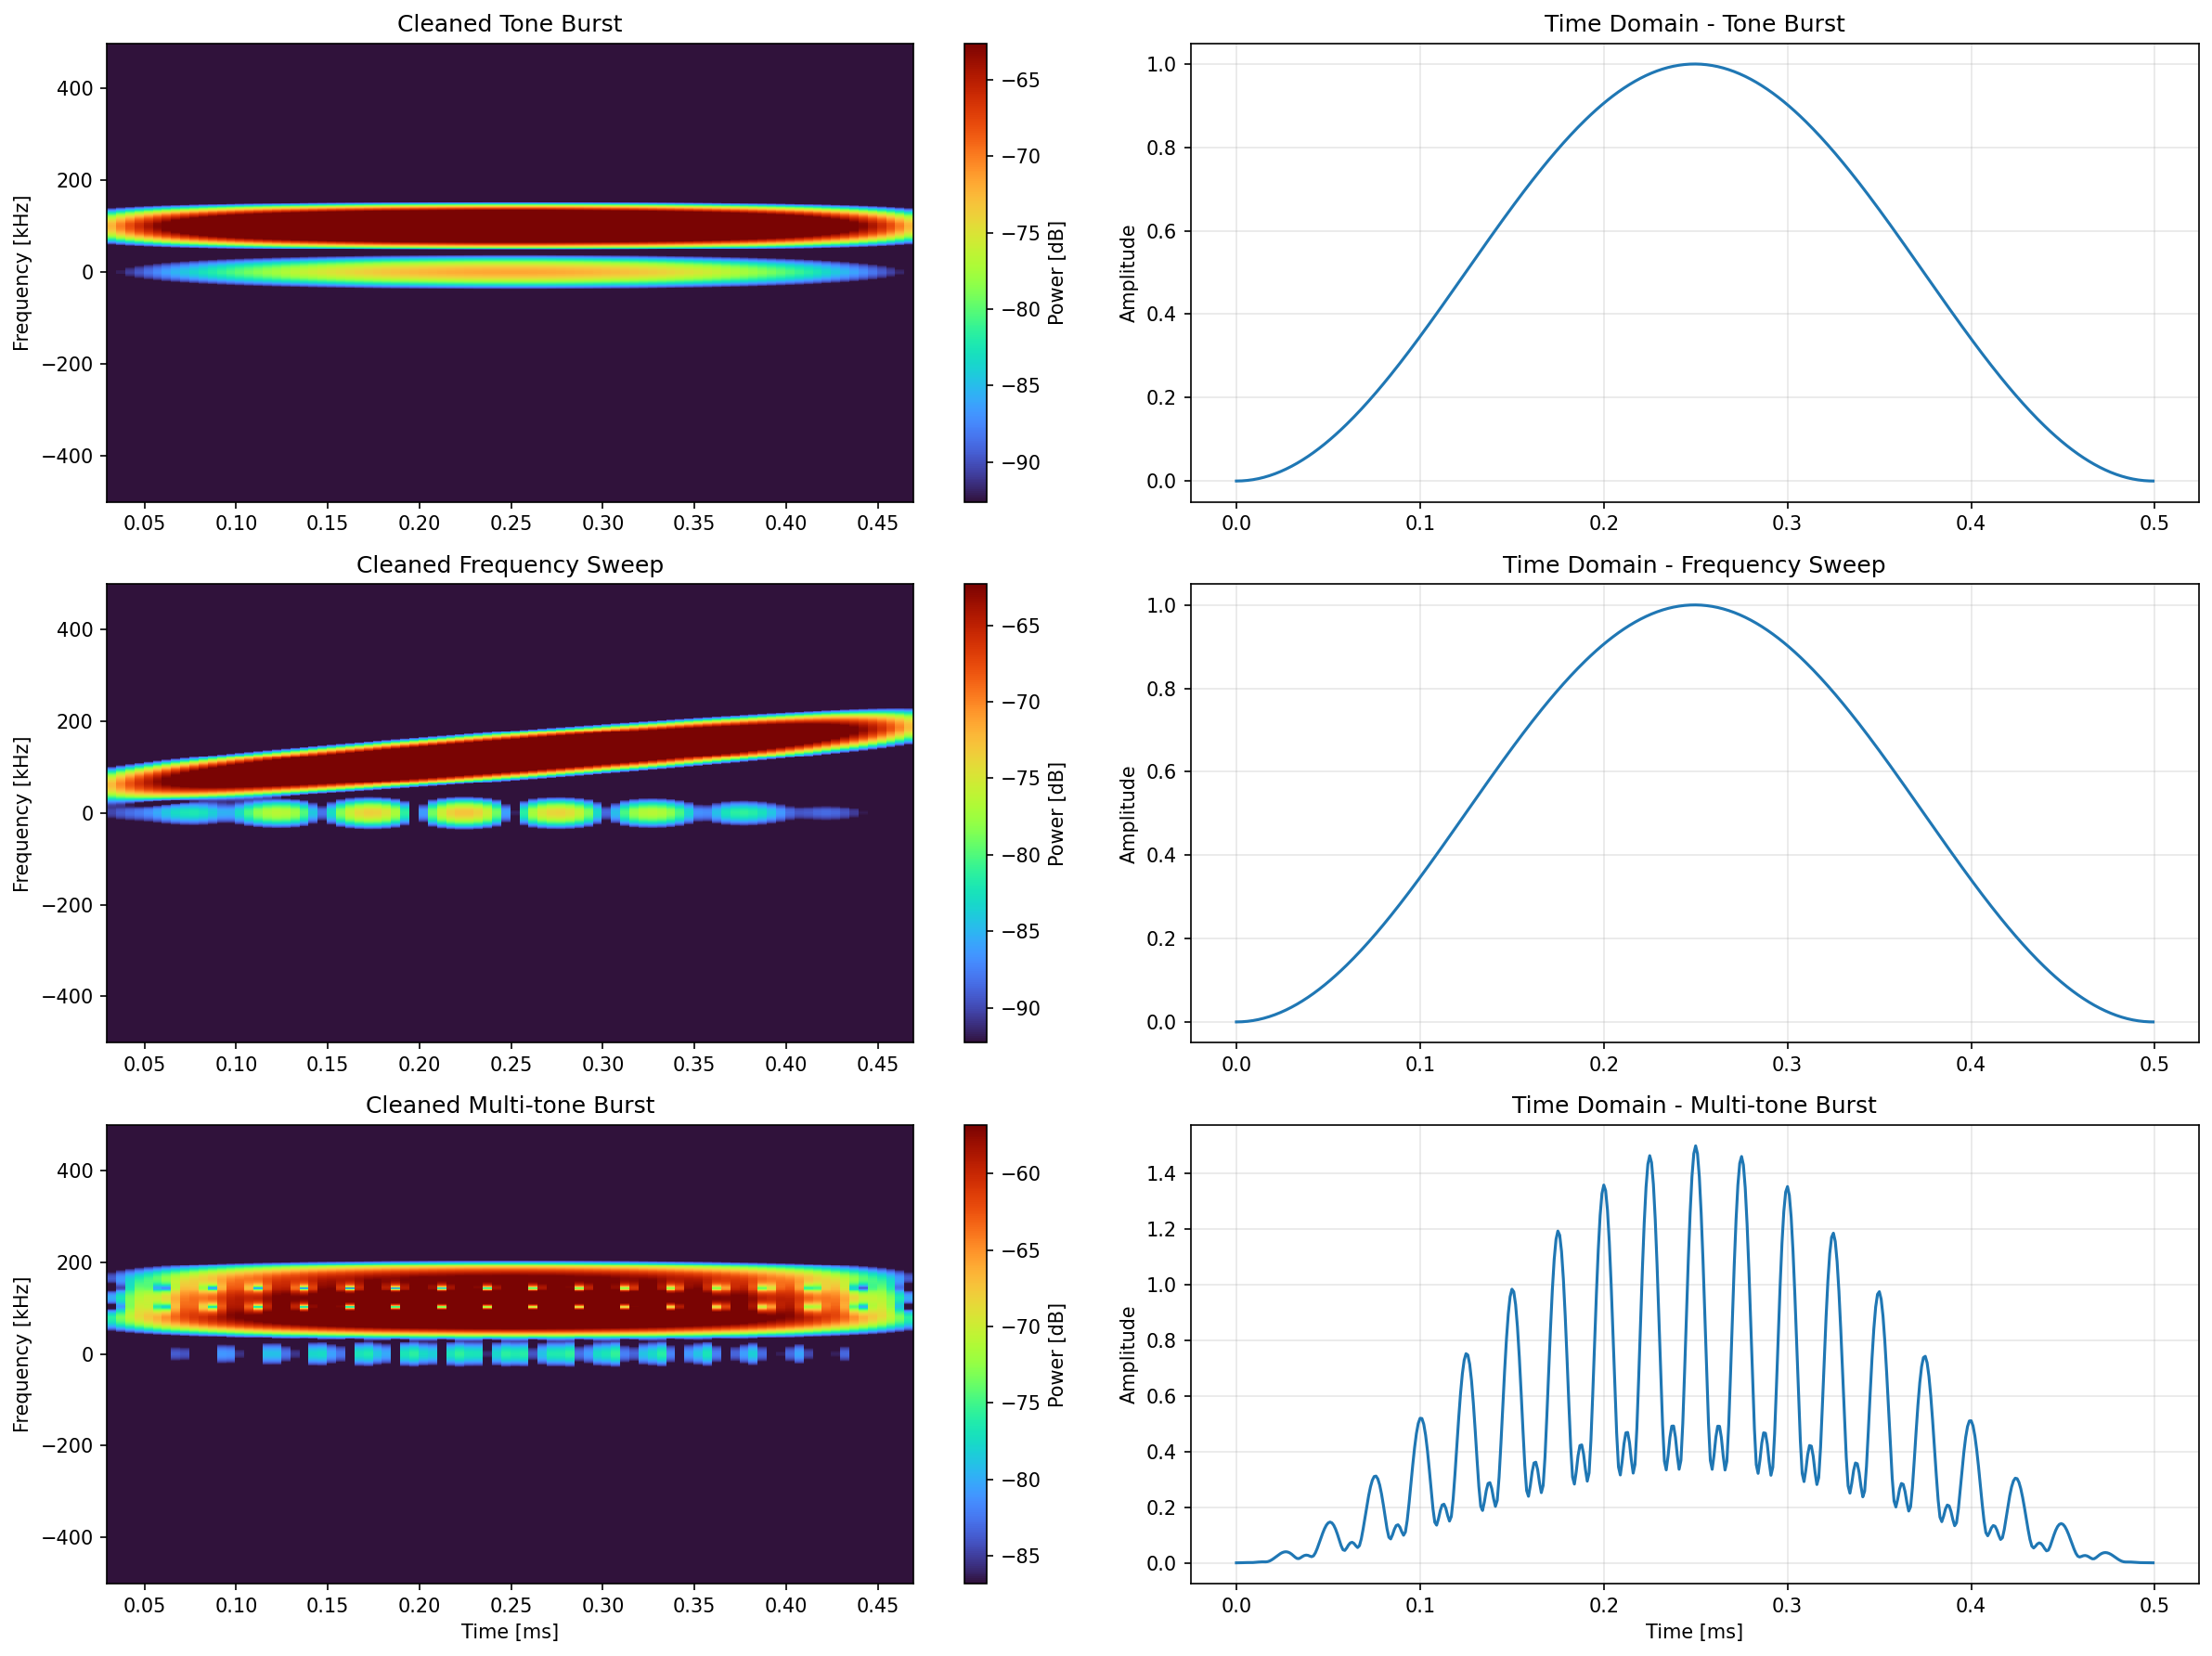 Cleaned Tone Burst
Time Domain - Tone Burst
Frequency [kHz]
400
200
0
−200
−400
0.05 0.10 0.15 0.20 0.25 0.30 0.35 0.40 0.45
−65
−70
−75
−80
−85
−90
Power [dB]
Amplitude
1.0
0.8
0.6
0.4
0.2
0.0
0.0 0.1 0.2 0.3 0.4 0.5
Cleaned Frequency Sweep
Time Domain - Frequency Sweep
Frequency [kHz]
400
200
0
−200
−400
0.05 0.10 0.15 0.20 0.25 0.30 0.35 0.40 0.45
−65
−70
−75
−80
−85
−90
Power [dB]
Amplitude
1.0
0.8
0.6
0.4
0.2
0.0
0.0 0.1 0.2 0.3 0.4 0.5
Cleaned Multi-tone Burst
Time Domain - Multi-tone Burst
Frequency [kHz]
400
200
0
−200
−400
0.05 0.10 0.15 0.20 0.25 0.30 0.35 0.40 0.45
Time [ms]
−60
−65
−70
−75
−80
−85
Power [dB]
Amplitude
1.4
1.2
1.0
0.8
0.6
0.4
0.2
0.0
0.0 0.1 0.2 0.3 0.4 0.5
Time [ms]